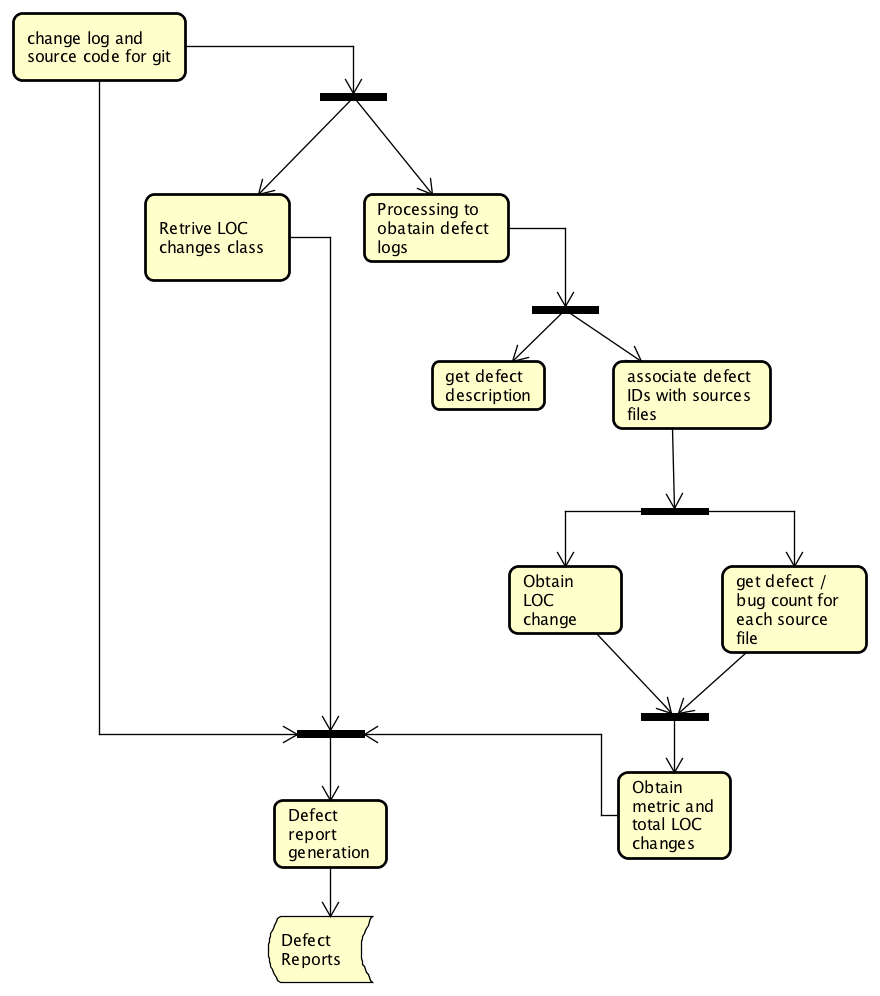 change log and
source code for git
Retrive LOC
changes class
Processing to
obatain defect
logs
get defect
description
associate defect
IDs with sources
files
Obtain
LOC
change
get defect /
bug count for
each source
file
Obtain
metric and
total LOC
changes
Defect
report
generation
Defect
Reports